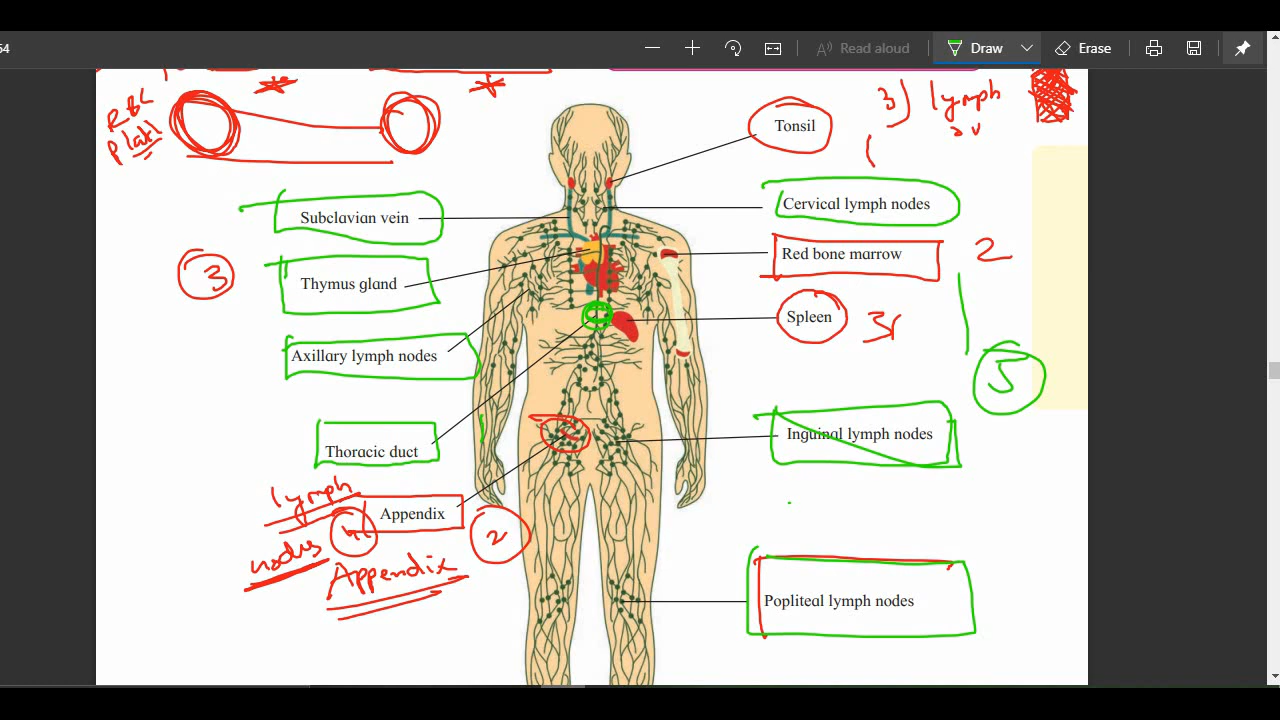 64
Read aloud
Draw
Erase
RBC
Plat
3) lymph
Tonsil
Cervical lymph nodes
Subclavian vein
Red bone marrow
2
3
Thymus gland
Spleen
Axillary lymph nodes
5
Inguinal lymph nodes
Thoracic duct
lymph
Appendix
4
2
nodes
Appendix
Popliteal lymph nodes